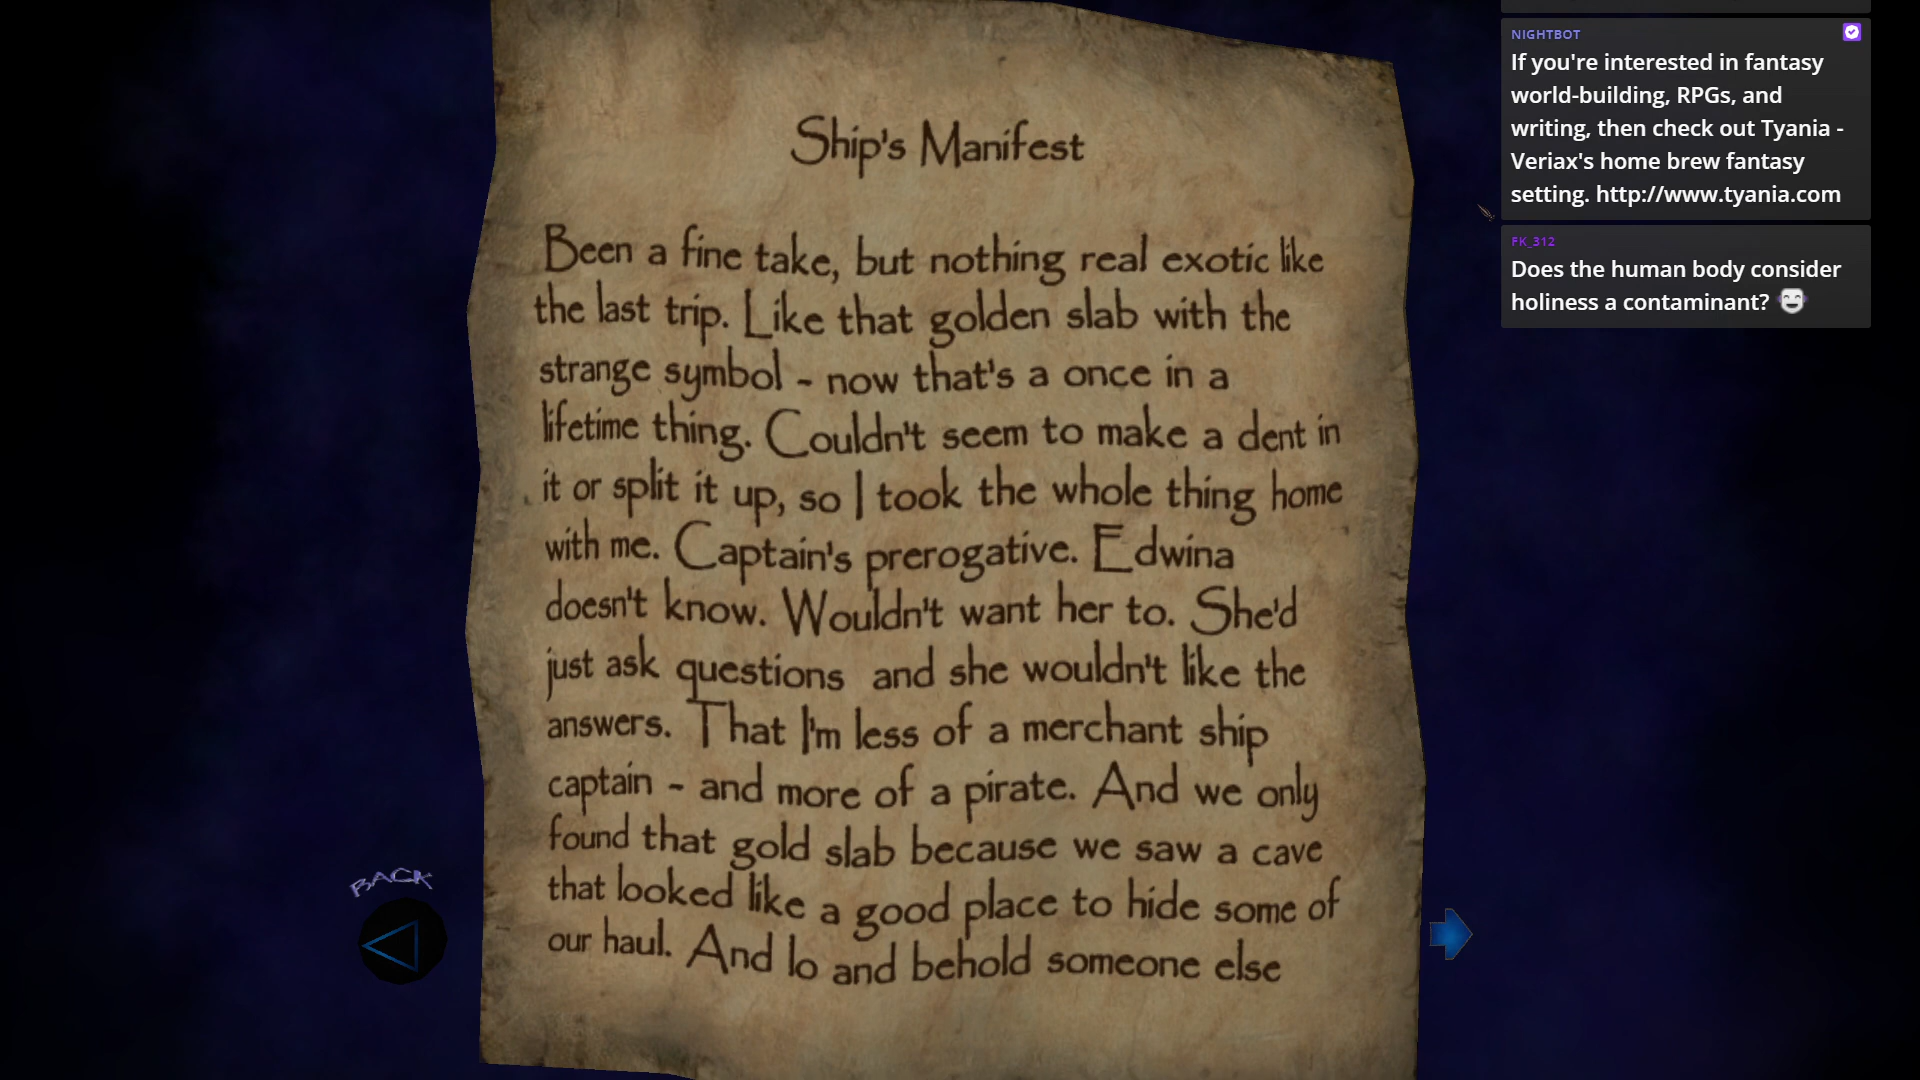 Ship's Manifest
Been a fine take, but nothing real exotic like
the last trip. Like that golden slab with the
strange symbol - now that's a once in a
lifetime thing. Couldn't seem to make a dent in
it or split it up, so I took the whole thing home
with me. Captain's prerogative. Edwina
doesn't know. Wouldn't want her to. She'd
just ask questions and she wouldn't like the
answers. That I'm less of a merchant ship
captain - and more of a pirate. And we only
found that gold slab because we saw a cave
that looked like a good place to hide some of
our haul. And lo and behold someone else
BACK
NIGHTBOT
If you're interested in fantasy
world-building, RPGs, and
writing, then check out Tyania -
Veriax's home brew fantasy
setting. http://www.tyania.com
FK_312
Does the human body consider
holiness a contaminant?